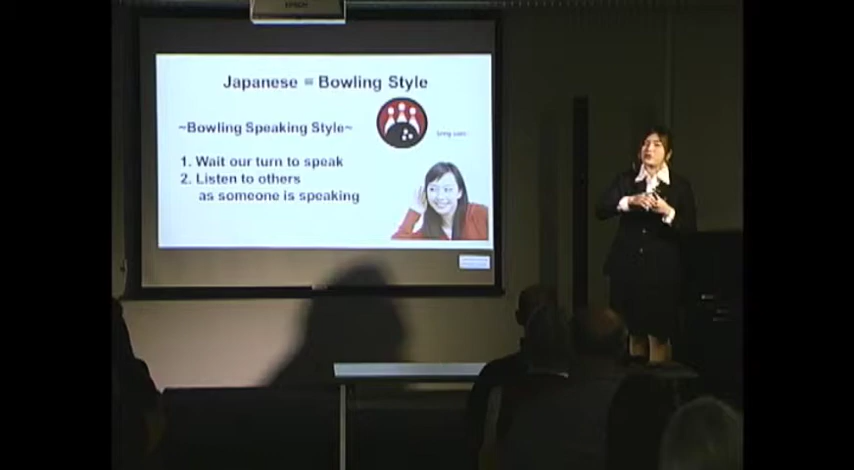 EPSON
Japanese = Bowling Style
~Bowling Speaking Style~
1. Wait our turn to speak
2. Listen to others
as someone is speaking